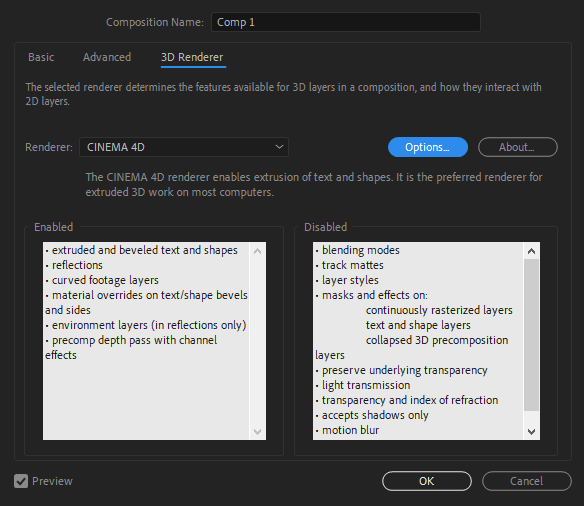 Composition Name: Comp 1
Basic Advanced 3D Renderer
The selected renderer determines the features available for 3D layers in a composition, and how they interact with
2D layers.
Renderer: CINEMA 4D Options... About...
The CINEMA 4D renderer enables extrusion of text and shapes. It is the preferred renderer for
extruded 3D work on most computers.
Enabled
• extruded and beveled text and shapes
• reflections
• curved footage layers
• material overrides on text/shape bevels
and sides
• environment layers (in reflections only)
• precomp depth pass with channel
effects
Disabled
• blending modes
• track mattes
• layer styles
• masks and effects on:
continuously rasterized layers
text and shape layers
collapsed 3D precomposition
layers
• preserve underlying transparency
• light transmission
• transparency and index of refraction
• accepts shadows only
• motion blur
Preview OK Cancel